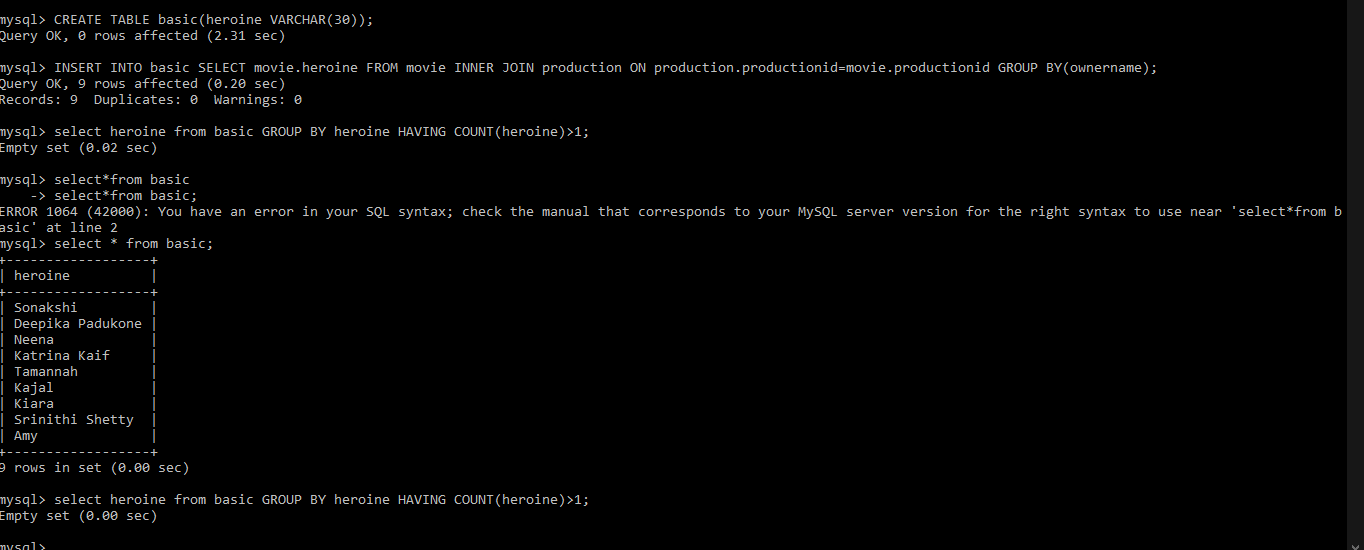 mysql> CREATE TABLE basic(heroine VARCHAR(30));
Query OK, 0 rows affected (2.31 sec)
mysql> INSERT INTO basic SELECT movie.heroine FROM movie INNER JOIN production ON production.productionid=movie.productionid GROUP BY(ownername);
Query OK, 9 rows affected (0.20 sec)
Records: 9  Duplicates: 0  Warnings: 0
mysql> select heroine from basic GROUP BY heroine HAVING COUNT(heroine)>1;
Empty set (0.02 sec)
mysql> select*from basic
    -> select*from basic;
ERROR 1064 (42000): You have an error in your SQL syntax; check the manual that corresponds to your MySQL server version for the right syntax to use near 'select*from b
asic' at line 2
mysql> select * from basic;
+------------------+
| heroine          |
+------------------+
| Sonakshi         |
| Deepika Padukone |
| Neena            |
| Katrina Kaif     |
| Tamannah         |
| Kajal            |
| Kiara            |
| Srinithi Shetty  |
| Amy              |
+------------------+
9 rows in set (0.00 sec)
mysql> select heroine from basic GROUP BY heroine HAVING COUNT(heroine)>1;
Empty set (0.00 sec)
mysql>